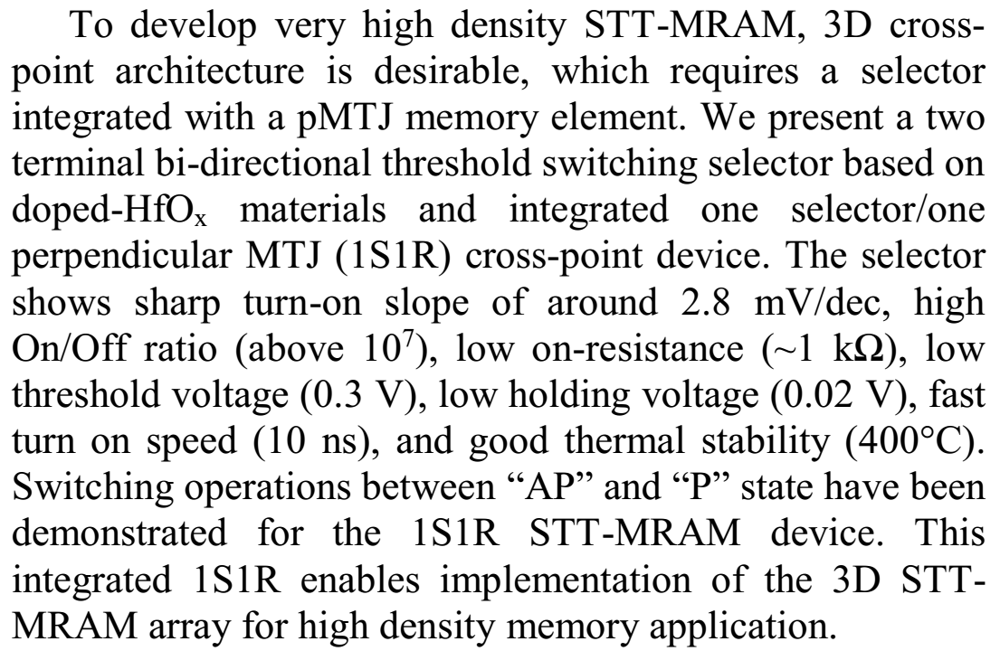 To develop very high density STT-MRAM, 3D cross-
point architecture is desirable, which requires a selector
integrated with a pMTJ memory element. We present a two
terminal bi-directional threshold switching selector based on
doped-HfOₓ materials and integrated one selector/one
perpendicular MTJ (1S1R) cross-point device. The selector
shows sharp turn-on slope of around 2.8 mV/dec, high
On/Off ratio (above 10⁷), low on-resistance (~1 kΩ), low
threshold voltage (0.3 V), low holding voltage (0.02 V), fast
turn on speed (10 ns), and good thermal stability (400°C).
Switching operations between “AP” and “P” state have been
demonstrated for the 1S1R STT-MRAM device. This
integrated 1S1R enables implementation of the 3D STT-
MRAM array for high density memory application.